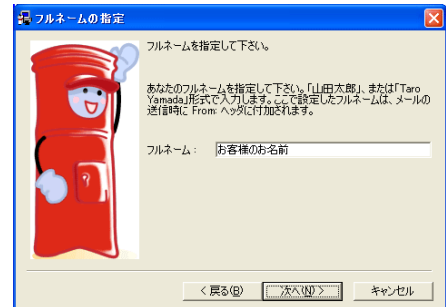 フルネームの指定
フルネームを指定して下さい。
あなたのフルネームを指定して下さい。「山田太郎」、または「Taro
Yamada」形式で入力します。ここで設定したフルネームは、メールの
送信時に From: ヘッダに付加されます。
フルネーム： お客様のお名前
< 戻る(B) 次へ(N) > キャンセル